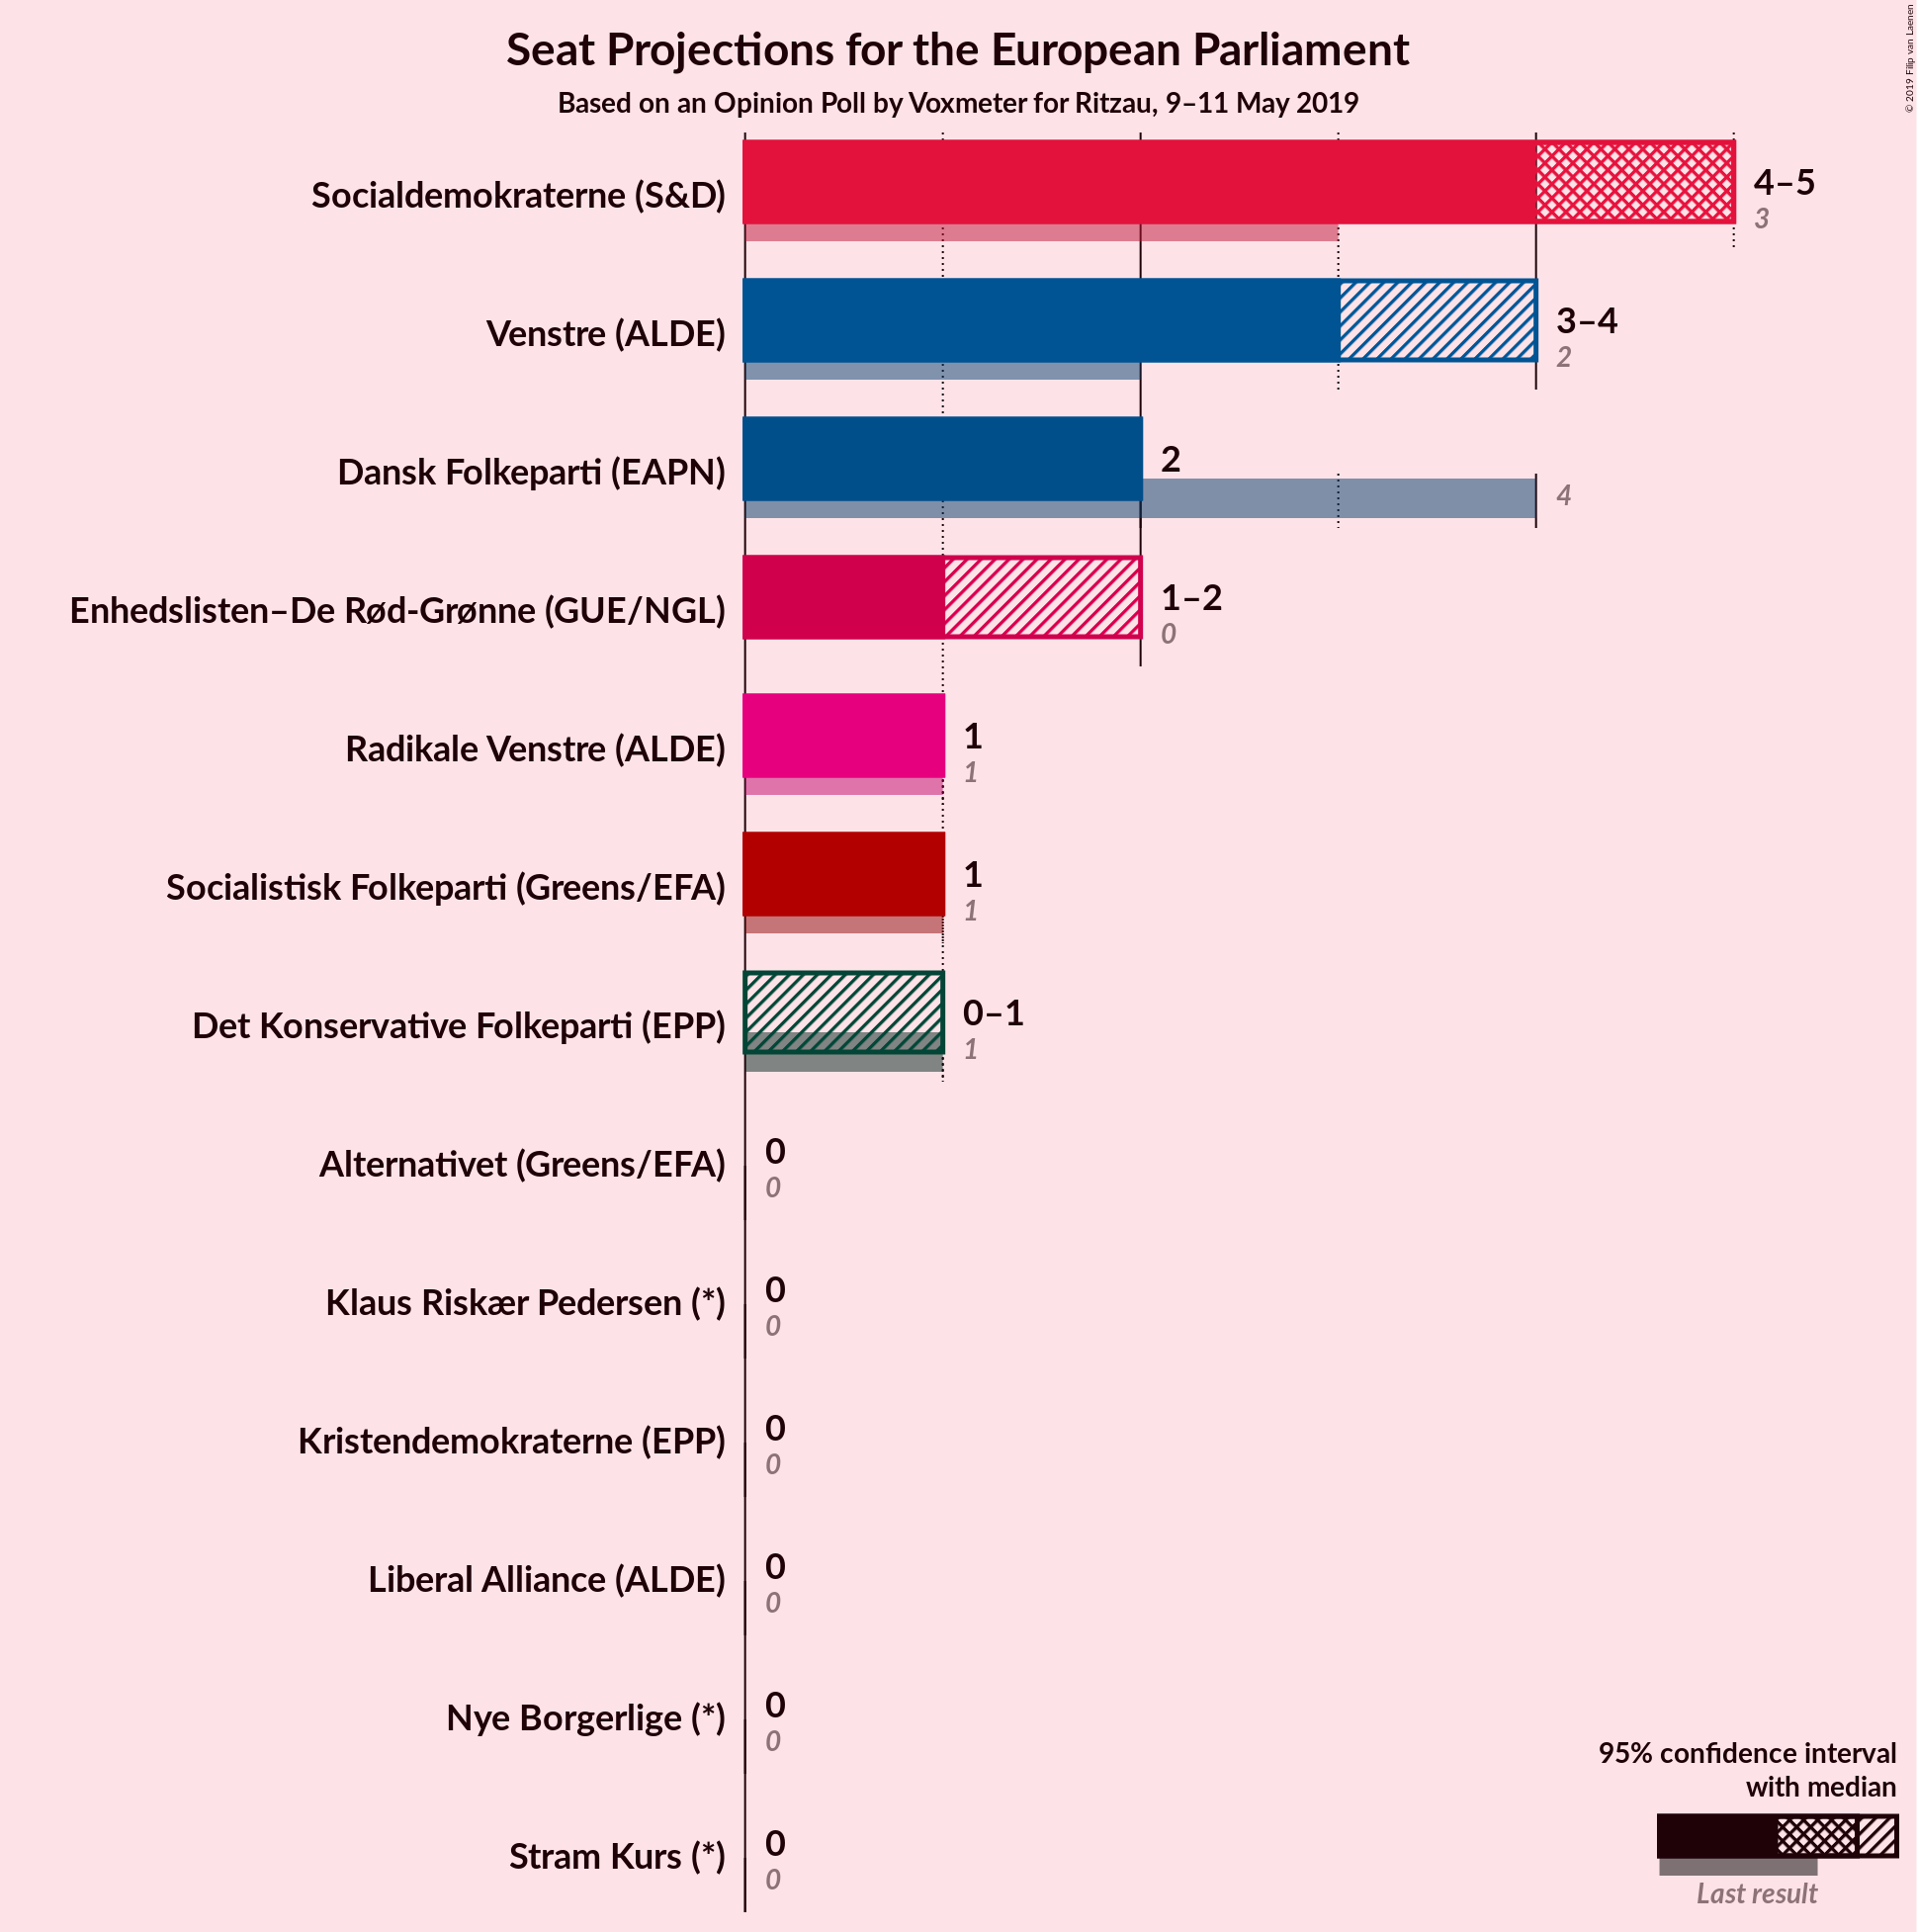 Seat Projections for the European Parliament
Based on an Opinion Poll by Voxmeter for Ritzau, 9–11 May 2019
© 2019 Filip van Laenen
Socialdemokraterne (S&D)
4–5
3
Venstre (ALDE)
3–4
2
Dansk Folkeparti (EAPN)
2
4
Enhedslisten–De Rød-Grønne (GUE/NGL)
1–2
0
Radikale Venstre (ALDE)
1
1
Socialistisk Folkeparti (Greens/EFA)
1
1
Det Konservative Folkeparti (EPP)
0–1
1
Alternativet (Greens/EFA)
0
0
Klaus Riskær Pedersen (*)
0
0
Kristendemokraterne (EPP)
0
0
Liberal Alliance (ALDE)
0
0
Nye Borgerlige (*)
0
0
Stram Kurs (*)
0
0
95% confidence interval
with median
Last result